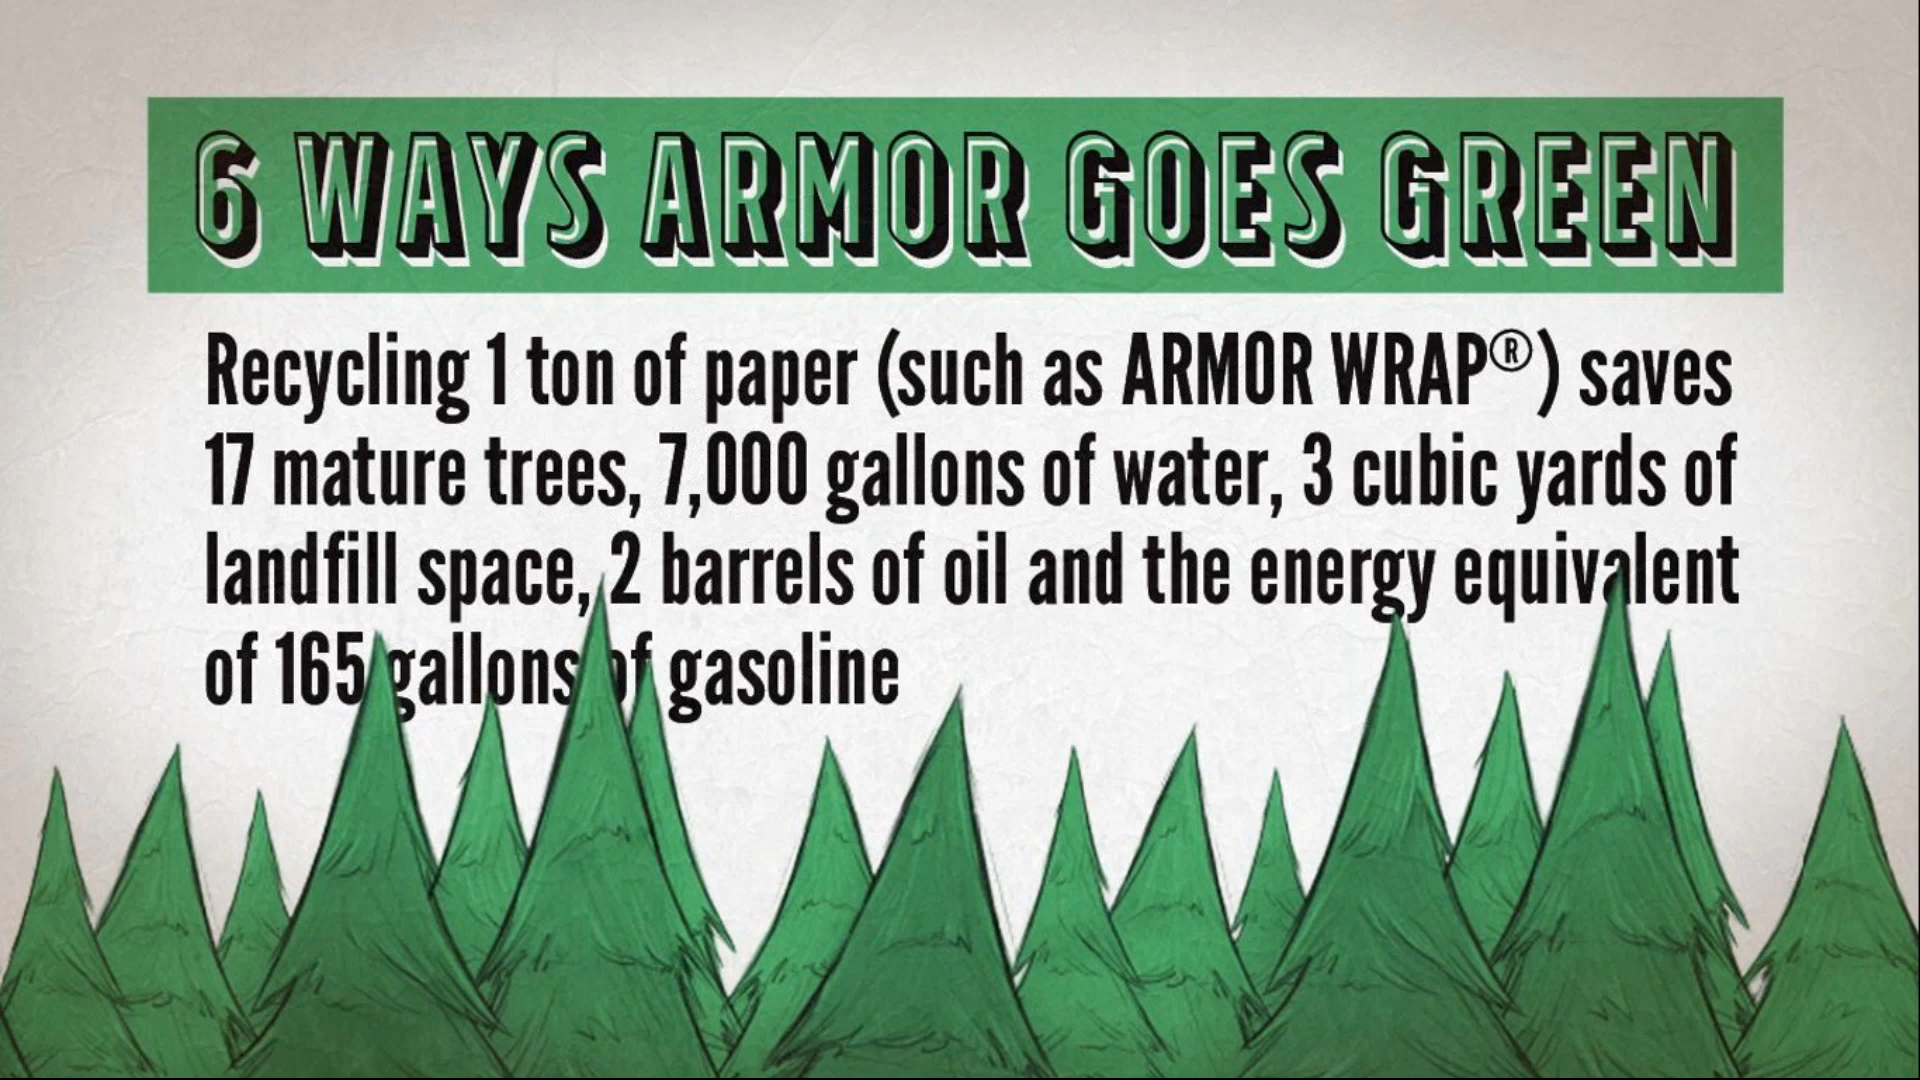 6 WAYS ARMOR GOES GREEN
Recycling 1 ton of paper (such as ARMOR WRAP®) saves
17 mature trees, 7,000 gallons of water, 3 cubic yards of
landfill space, 2 barrels of oil and the energy equivalent
of 165 gallons of gasoline